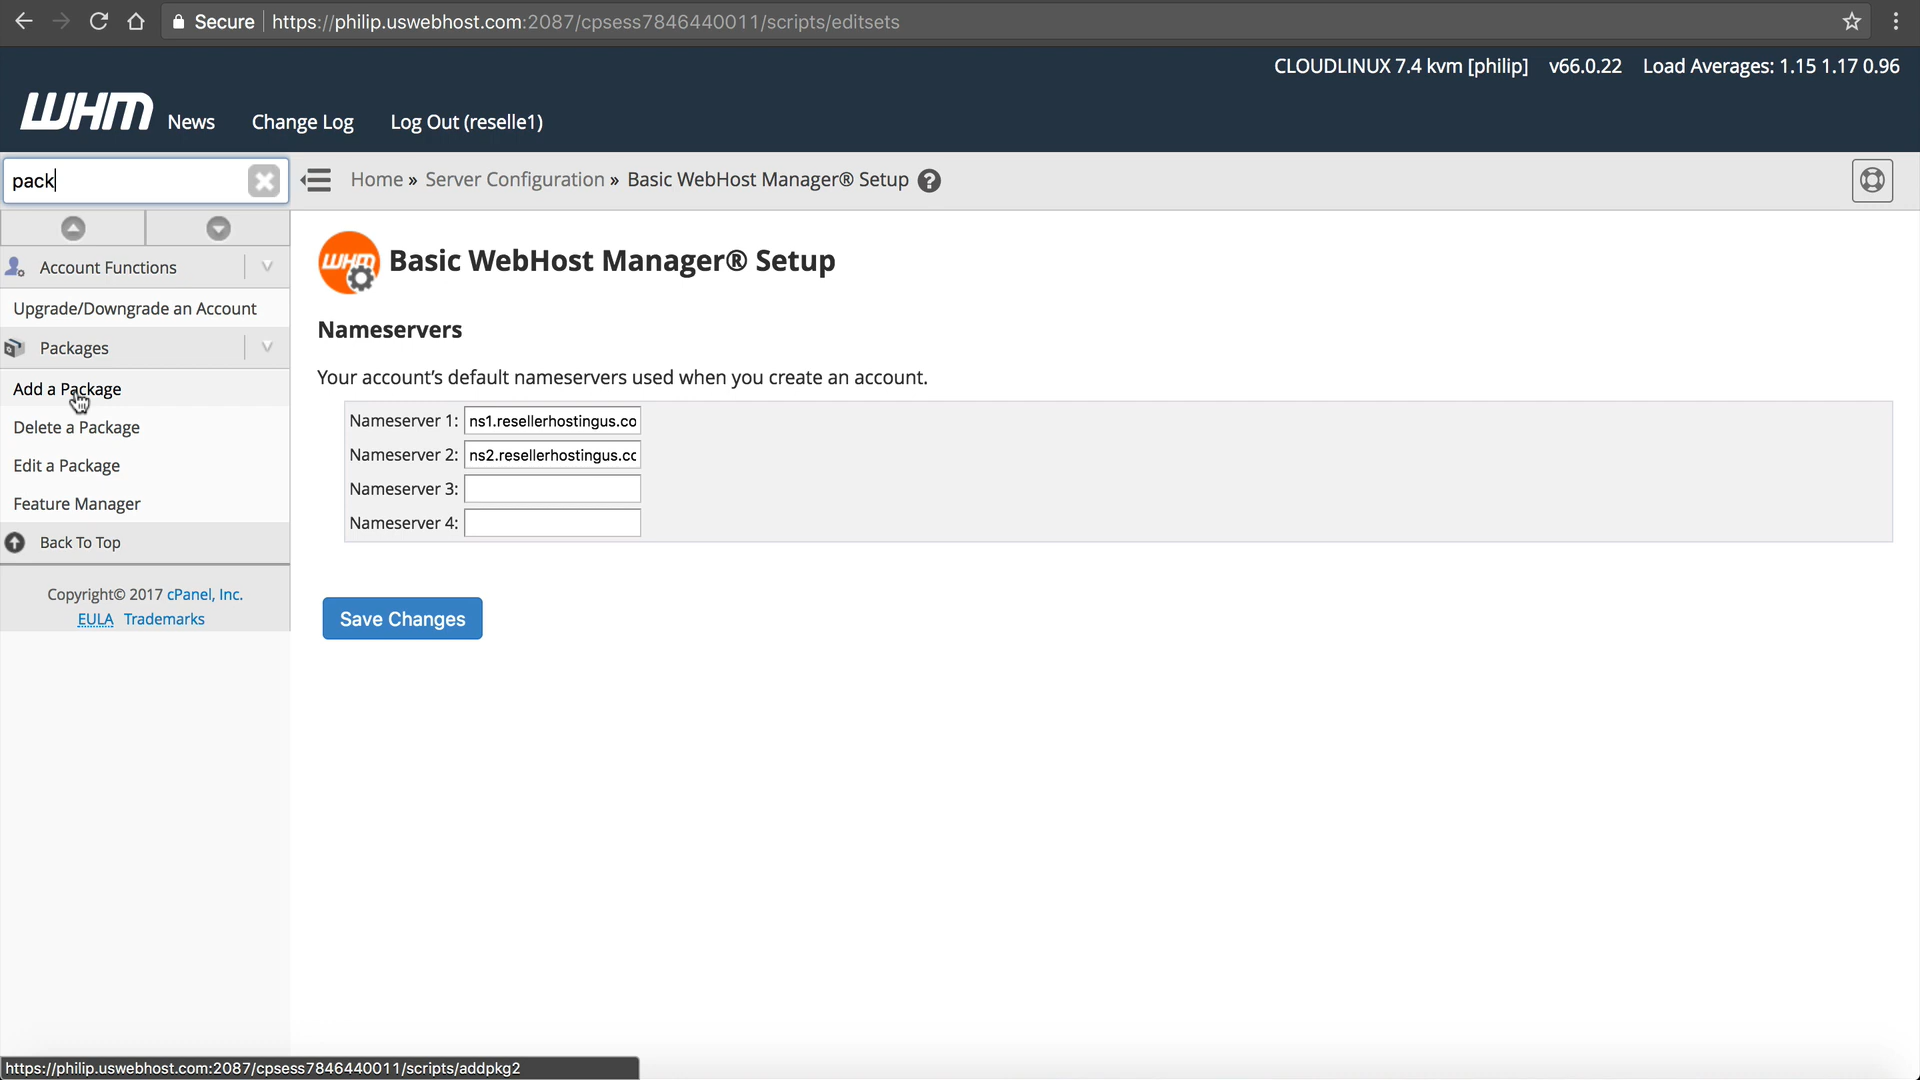 Secure https://philip.uswebhost.com:2087/cpsess7846440011/scripts/editsets
CLOUDLINUX 7.4 kvm [philip] v66.0.22 Load Averages: 1.15 1.17 0.96
WHM News Change Log Log Out (reselle1)
pack
Home » Server Configuration » Basic WebHost Manager® Setup ?
Account Functions
Upgrade/Downgrade an Account
Packages
Add a Package
Delete a Package
Edit a Package
Feature Manager
Back To Top
Copyright© 2017 cPanel, Inc.
EULA Trademarks
WHM Basic WebHost Manager® Setup
Nameservers
Your account's default nameservers used when you create an account.
Nameserver 1: ns1.resellerhostingus.co
Nameserver 2: ns2.resellerhostingus.cc
Nameserver 3:
Nameserver 4:
Save Changes
https://philip.uswebhost.com:2087/cpsess7846440011/scripts/addpkg2